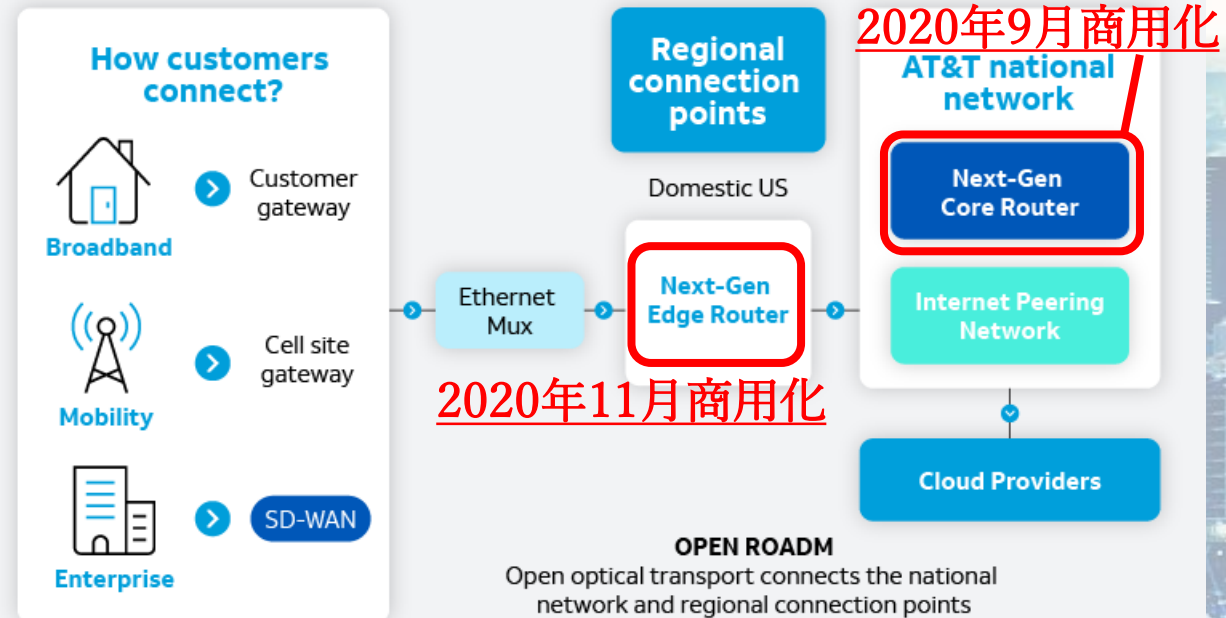 How customers
connect?
Customer
gateway
Broadband
Cell site
gateway
Mobility
SD-WAN
Enterprise
Ethernet
Mux
Regional
connection
points
Domestic US
Next-Gen
Edge Router
2020年11月商用化
2020年9月商用化
AT&T national
network
Next-Gen
Core Router
Internet Peering
Network
Cloud Providers
OPEN ROADM
Open optical transport connects the national
network and regional connection points